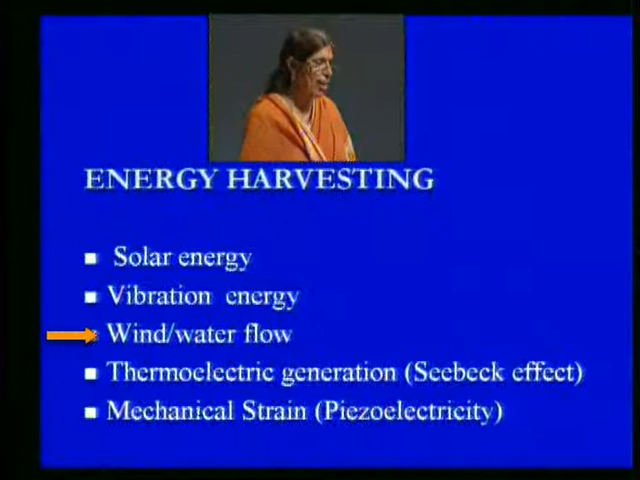 ENERGY HARVESTING
Solar energy
Vibration energy
Wind/water flow
Thermoelectric generation (Seebeck effect)
Mechanical Strain (Piezoelectricity)